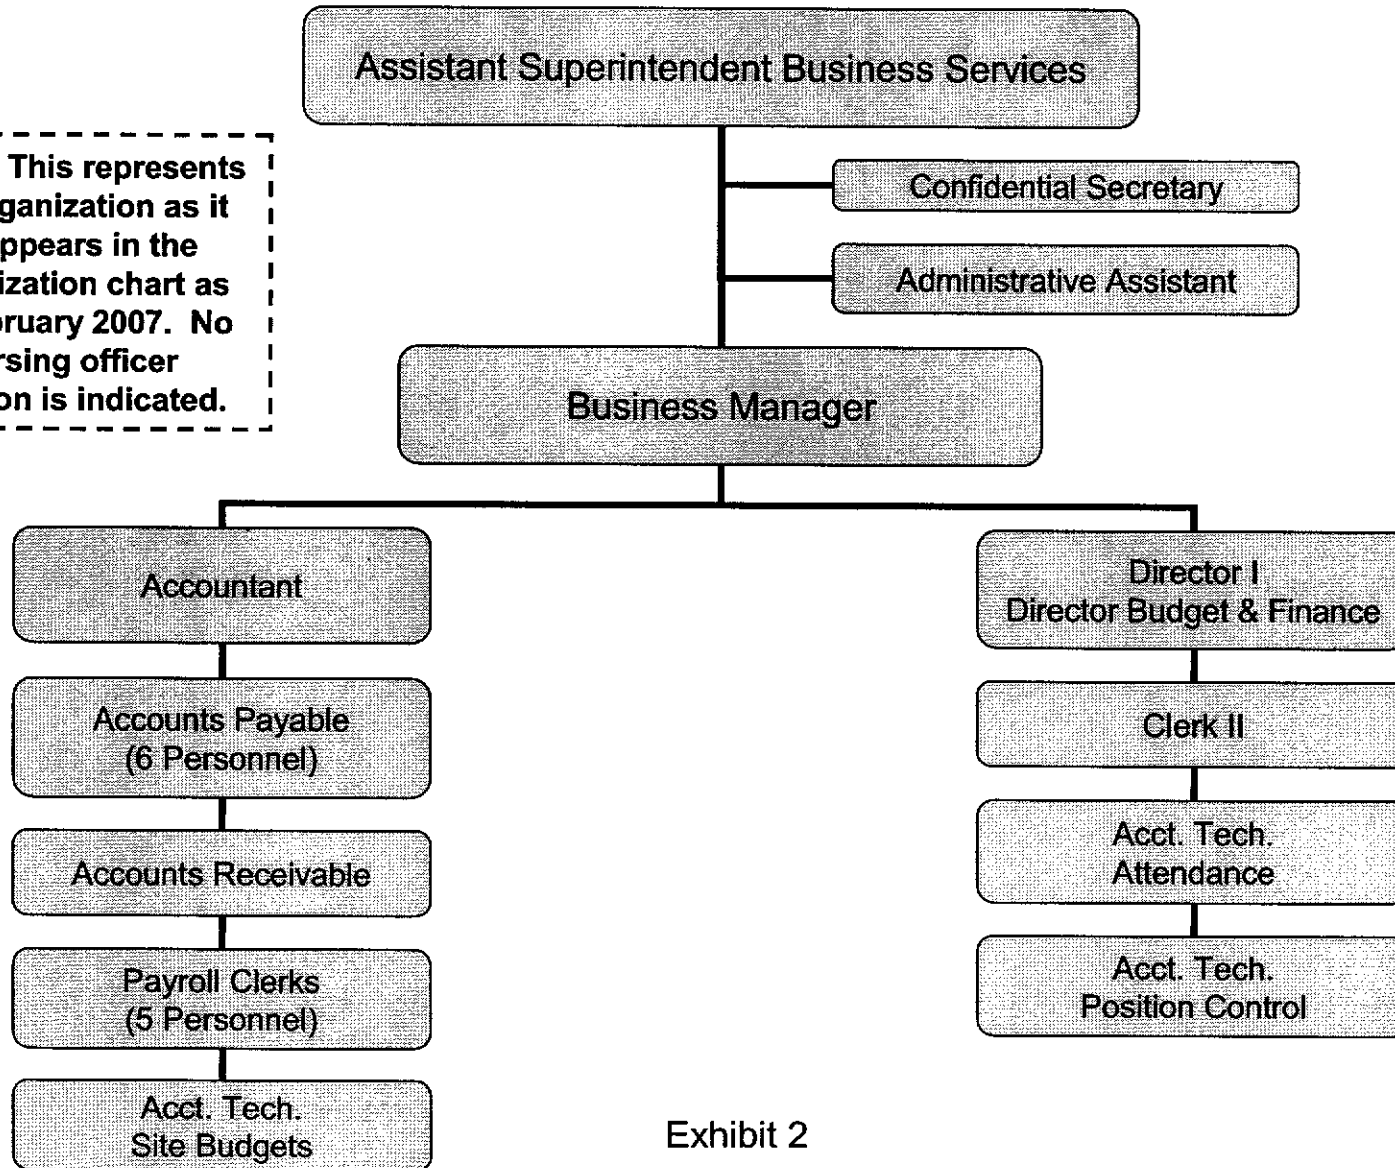 Assistant Superintendent Business Services
This represents
ganization as it
ppears in the
ization chart as
ruary 2007. No
rsing officer
on is indicated.
Confidential Secretary
Administrative Assistant
Business Manager
Accountant
Accounts Payable
(6 Personnel)
Accounts Receivable
Payroll Clerks
(5 Personnel)
Acct. Tech.
Site Budgets
Director I
Director Budget & Finance
Clerk II
Acct. Tech.
Attendance
Acct. Tech.
Position Control
Exhibit 2